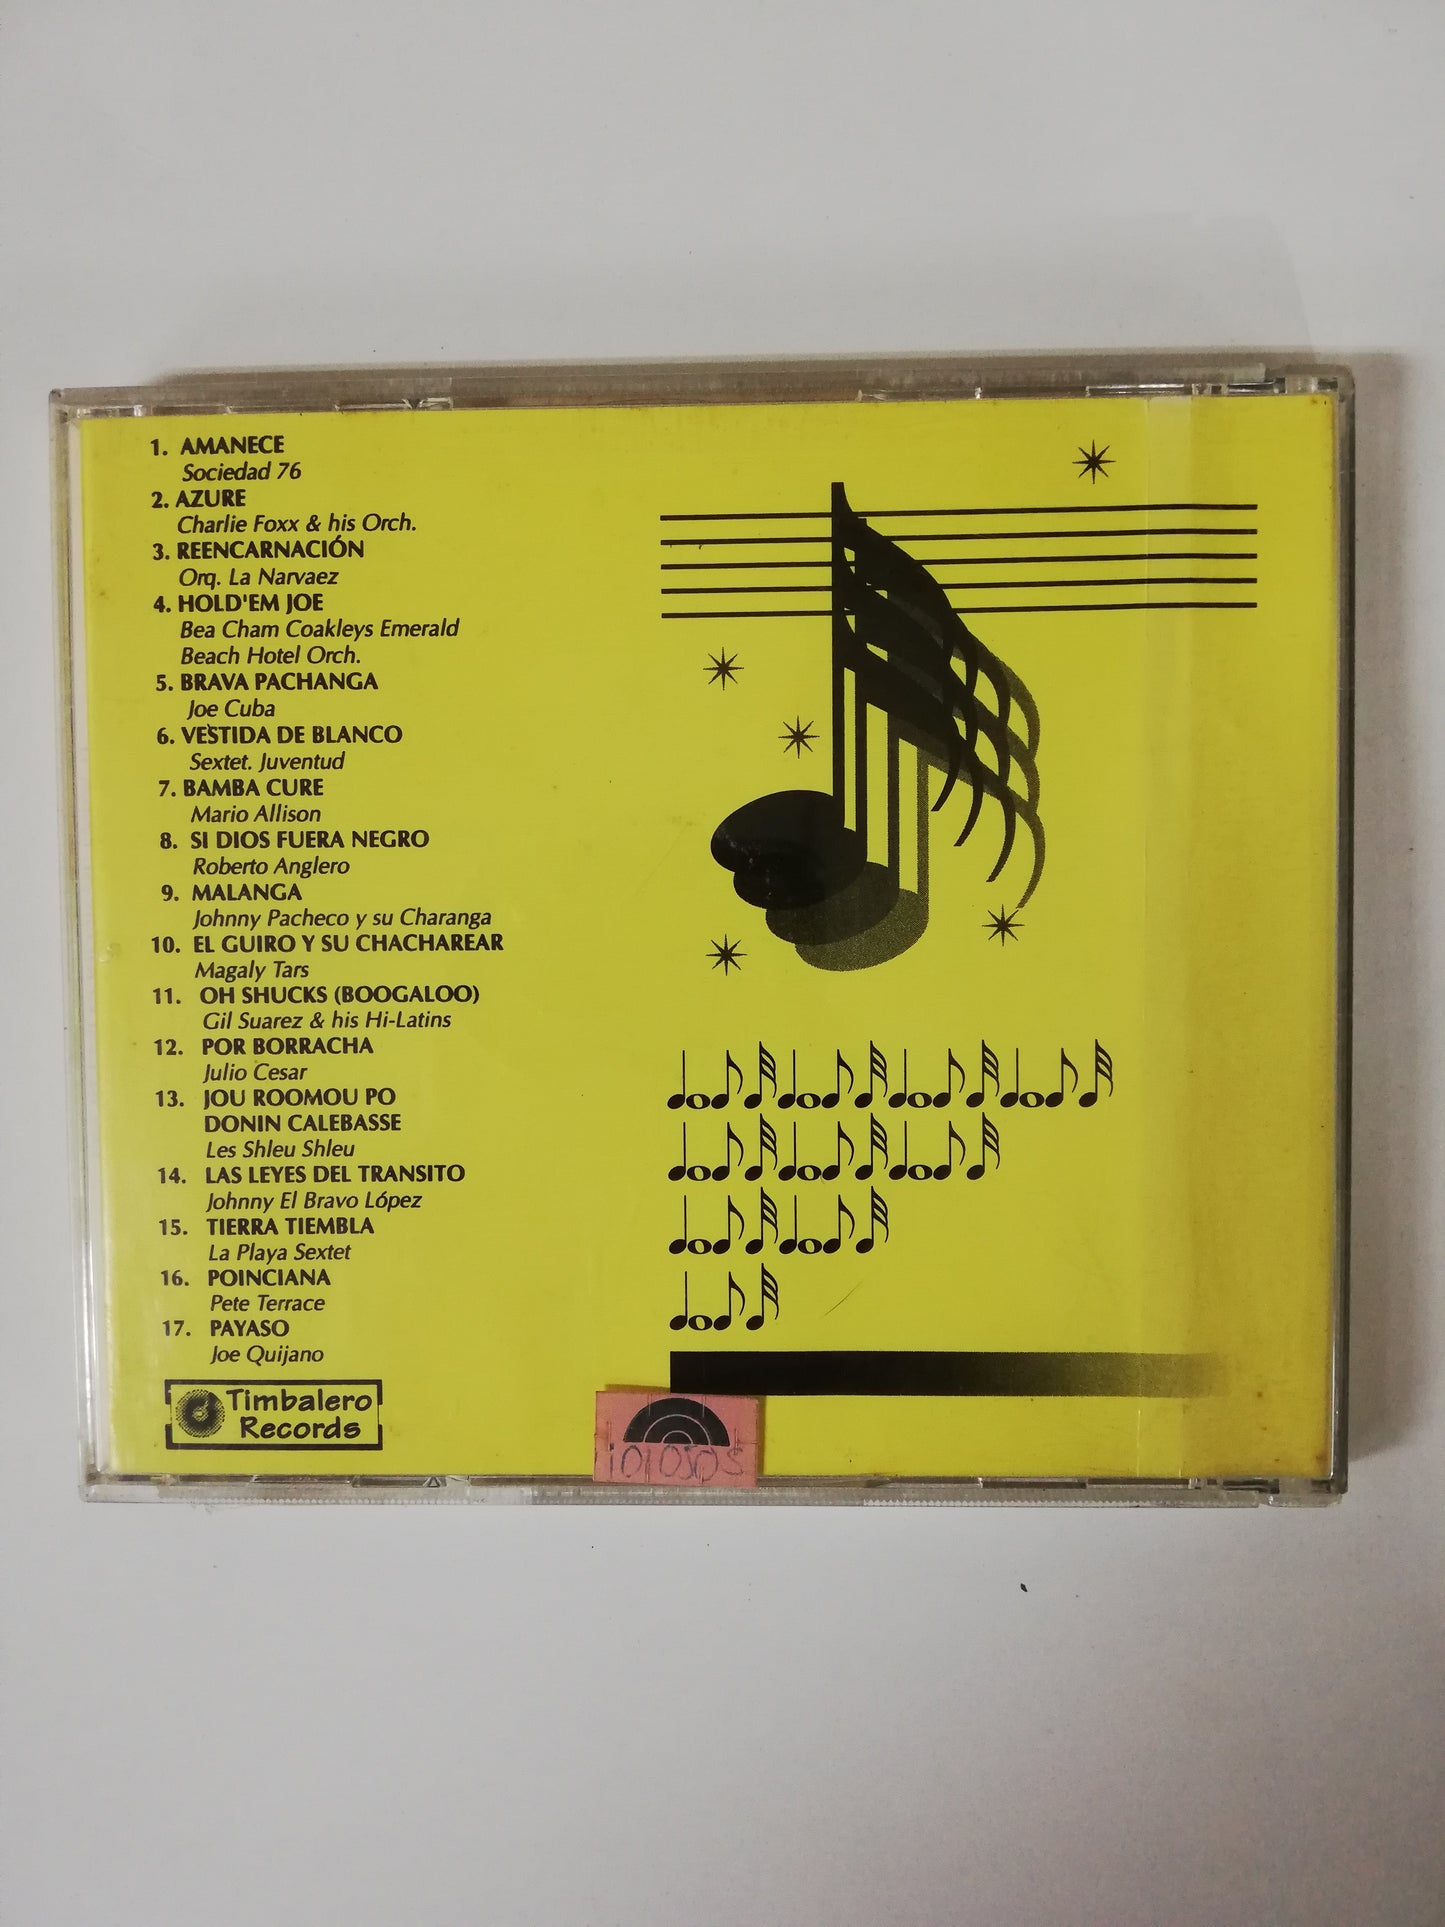 1. AMANECE
Sociedad 76
2. AZURE
Charlie Foxx & his Orch.
3. REENCARNACIÓN
Orq. La Narvaez
4. HOLD'EM JOE
Bea Cham Coakleys Emerald
Beach Hotel Orch.
5. BRAVA PACHANGA
Joe Cuba
6. VESTIDA DE BLANCO
Sextet. Juventud
7. BAMBA CURE
Mario Allison
8. SI DIOS FUERA NEGRO
Roberto Anglero
9. MALANGA
Johnny Pacheco y su Charanga
10. EL GUIRO Y SU CHACHAREAR
Magaly Tars
11. OH SHUCKS (BOOGALOO)
Gil Suarez & his Hi-Latins
12. POR BORRACHA
Julio Cesar
13. JOU ROOMOU PO
DONIN CALEBASSE
Les Shleu Shleu
14. LAS LEYES DEL TRANSITO
Johnny El Bravo López
15. TIERRA TIEMBLA
La Playa Sextet
16. POINCIANA
Pete Terrace
17. PAYASO
Joe Quijano
Timbalero
Records